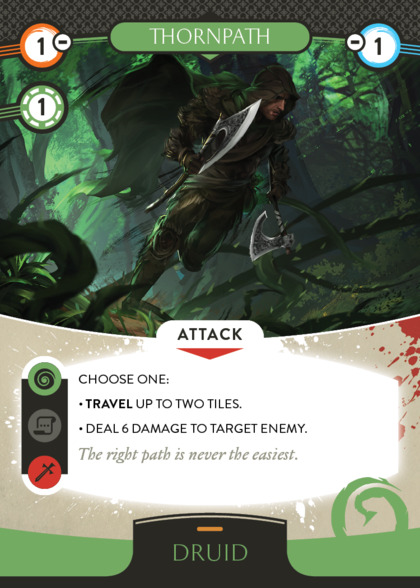 THORNPATH
1 -
- 1
1
ATTACK
CHOOSE ONE:
• TRAVEL UP TO TWO TILES.
• DEAL 6 DAMAGE TO TARGET ENEMY.
The right path is never the easiest.
DRUID